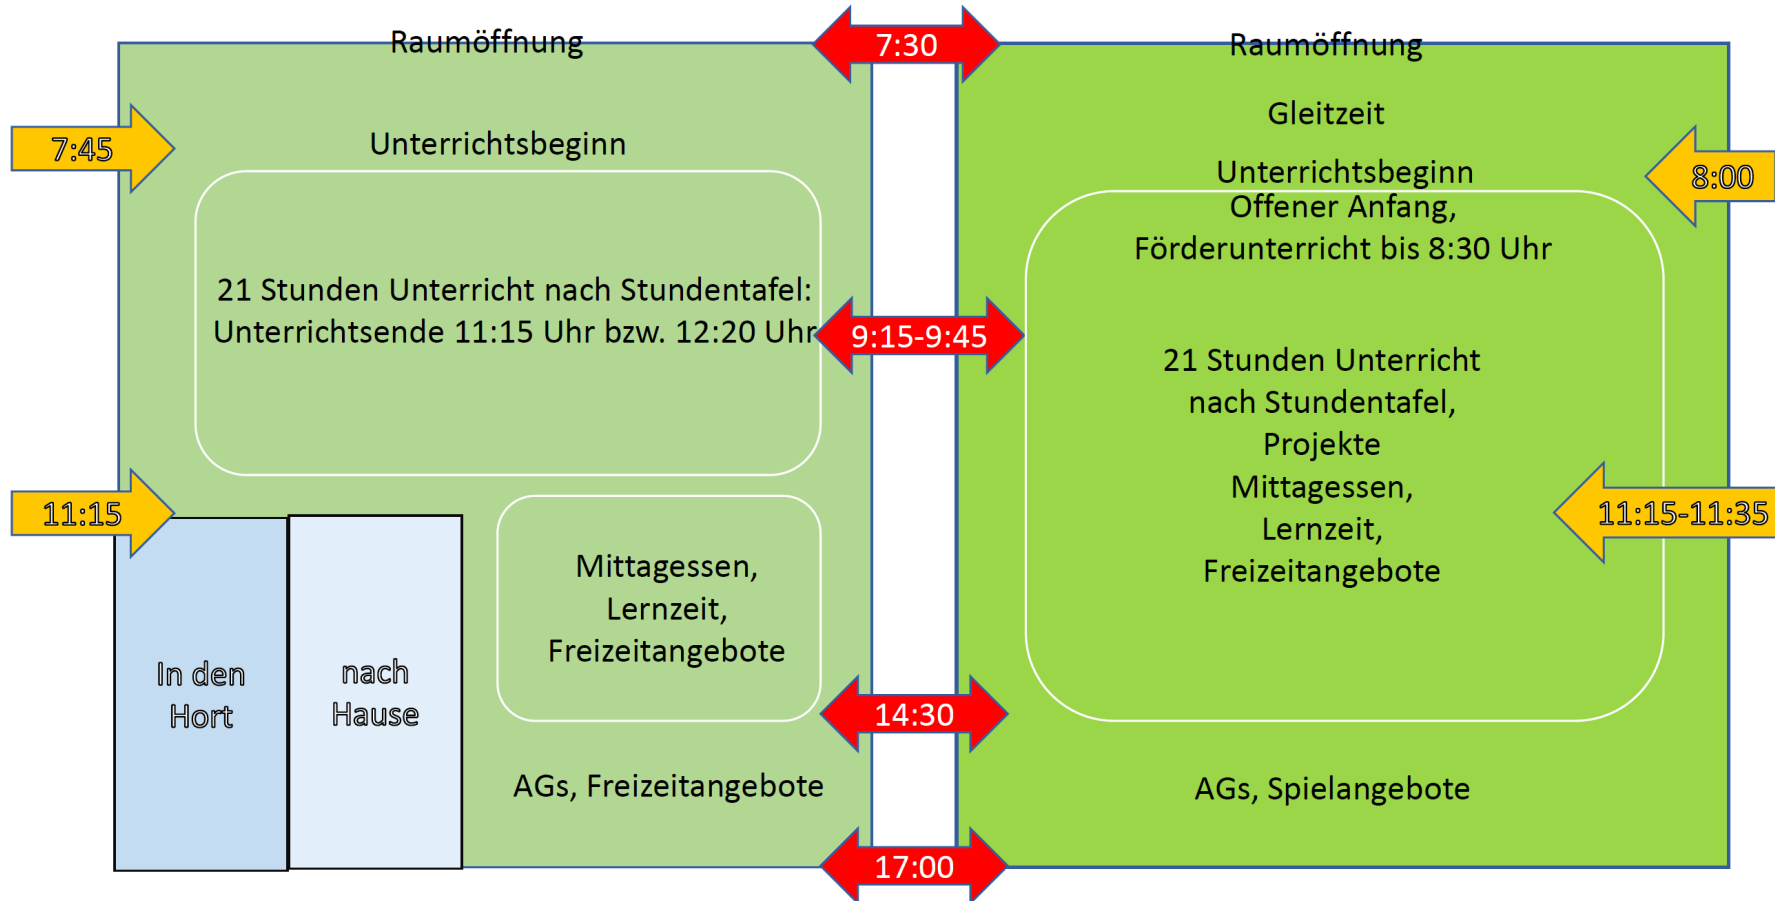 Raumöffnung
7:30
Raumöffnung
Gleitzeit
7:45
Unterrichtsbeginn
Unterrichtsbeginn
8:00
Offener Anfang,
Förderunterricht bis 8:30 Uhr
21 Stunden Unterricht nach Stundentafel:
Unterrichtsende 11:15 Uhr bzw. 12:20 Uhr
9:15-9:45
21 Stunden Unterricht
nach Stundentafel,
Projekte
Mittagessen,
Lernzeit,
Freizeitangebote
11:15
11:15-11:35
Mittagessen,
Lernzeit,
Freizeitangebote
In den
Hort
nach
Hause
14:30
AGs, Freizeitangebote
AGs, Spielangebote
17:00